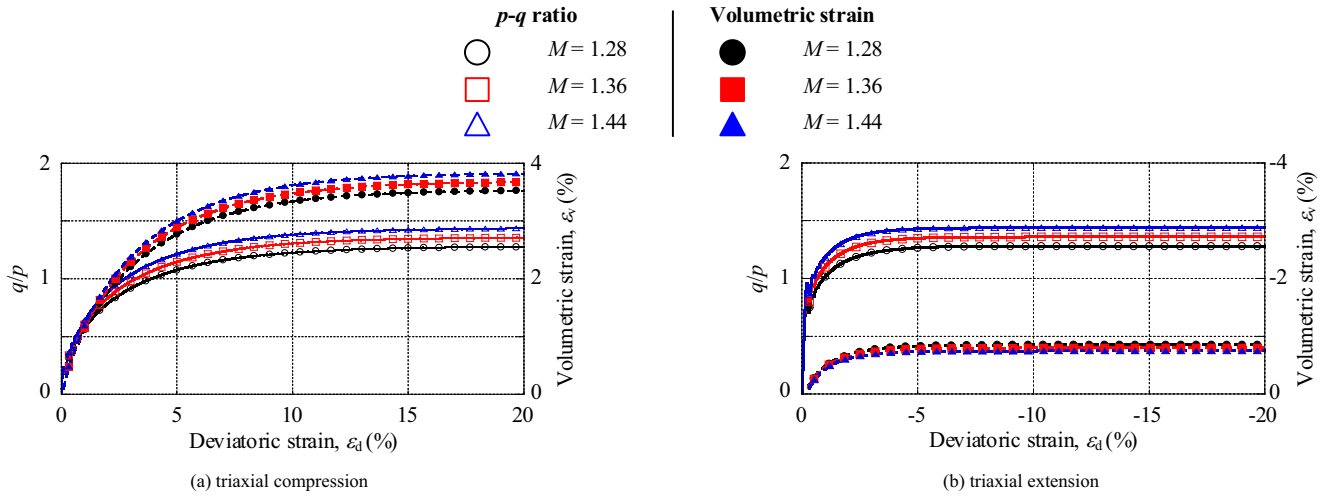 p-q ratio
Volumetric strain
M = 1.28
M = 1.28
M = 1.36
M = 1.36
M = 1.44
M = 1.44
2
1
0
q/p
4
2
0
Volumetric strain, εv (%)
0
5
10
15
20
Deviatoric strain, εd (%)
(a) triaxial compression
2
1
0
q/p
-4
-2
0
Volumetric strain, εv (%)
0
-5
-10
-15
-20
Deviatoric strain, εd (%)
(b) triaxial extension